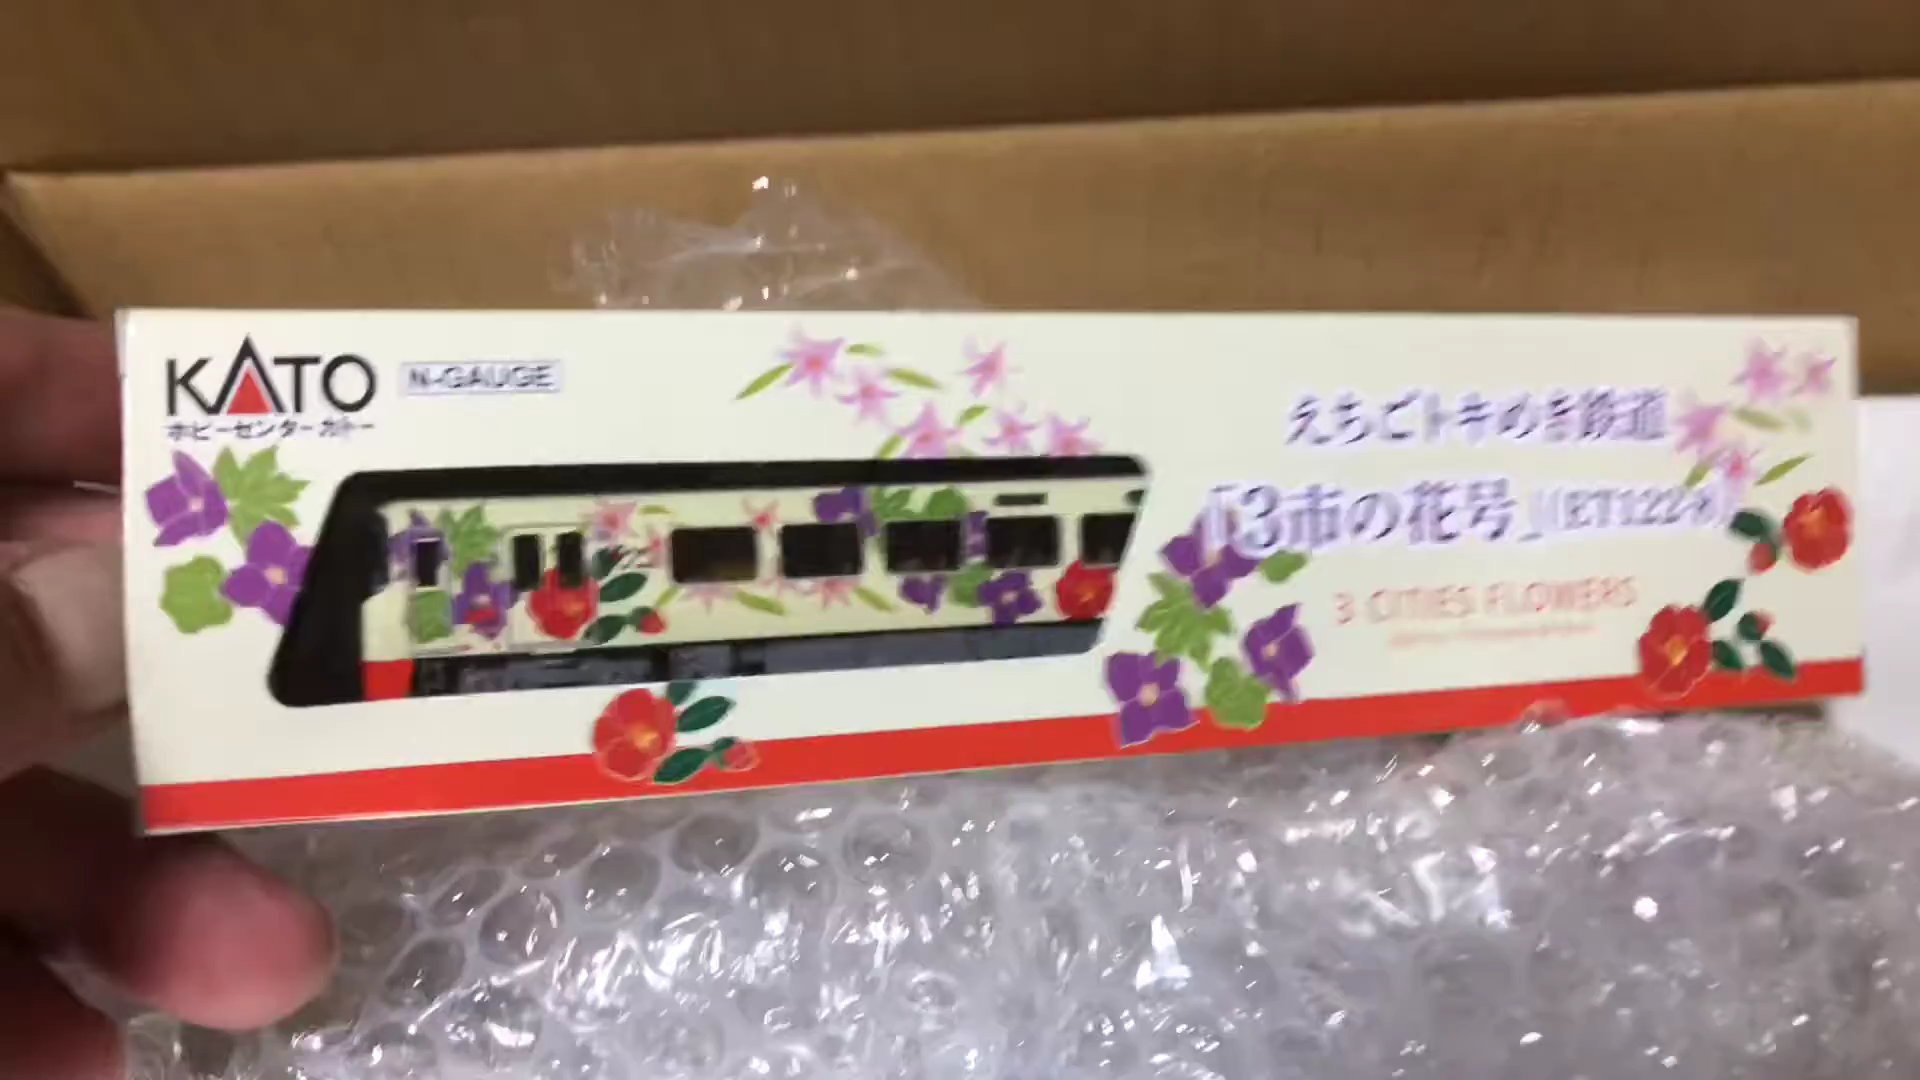 KATO
ホビーセンターカトー
N-GAUGE
えちごトキめき鉄道
「3市の花号」(ET122-8)
3 CITIES FLOWERS